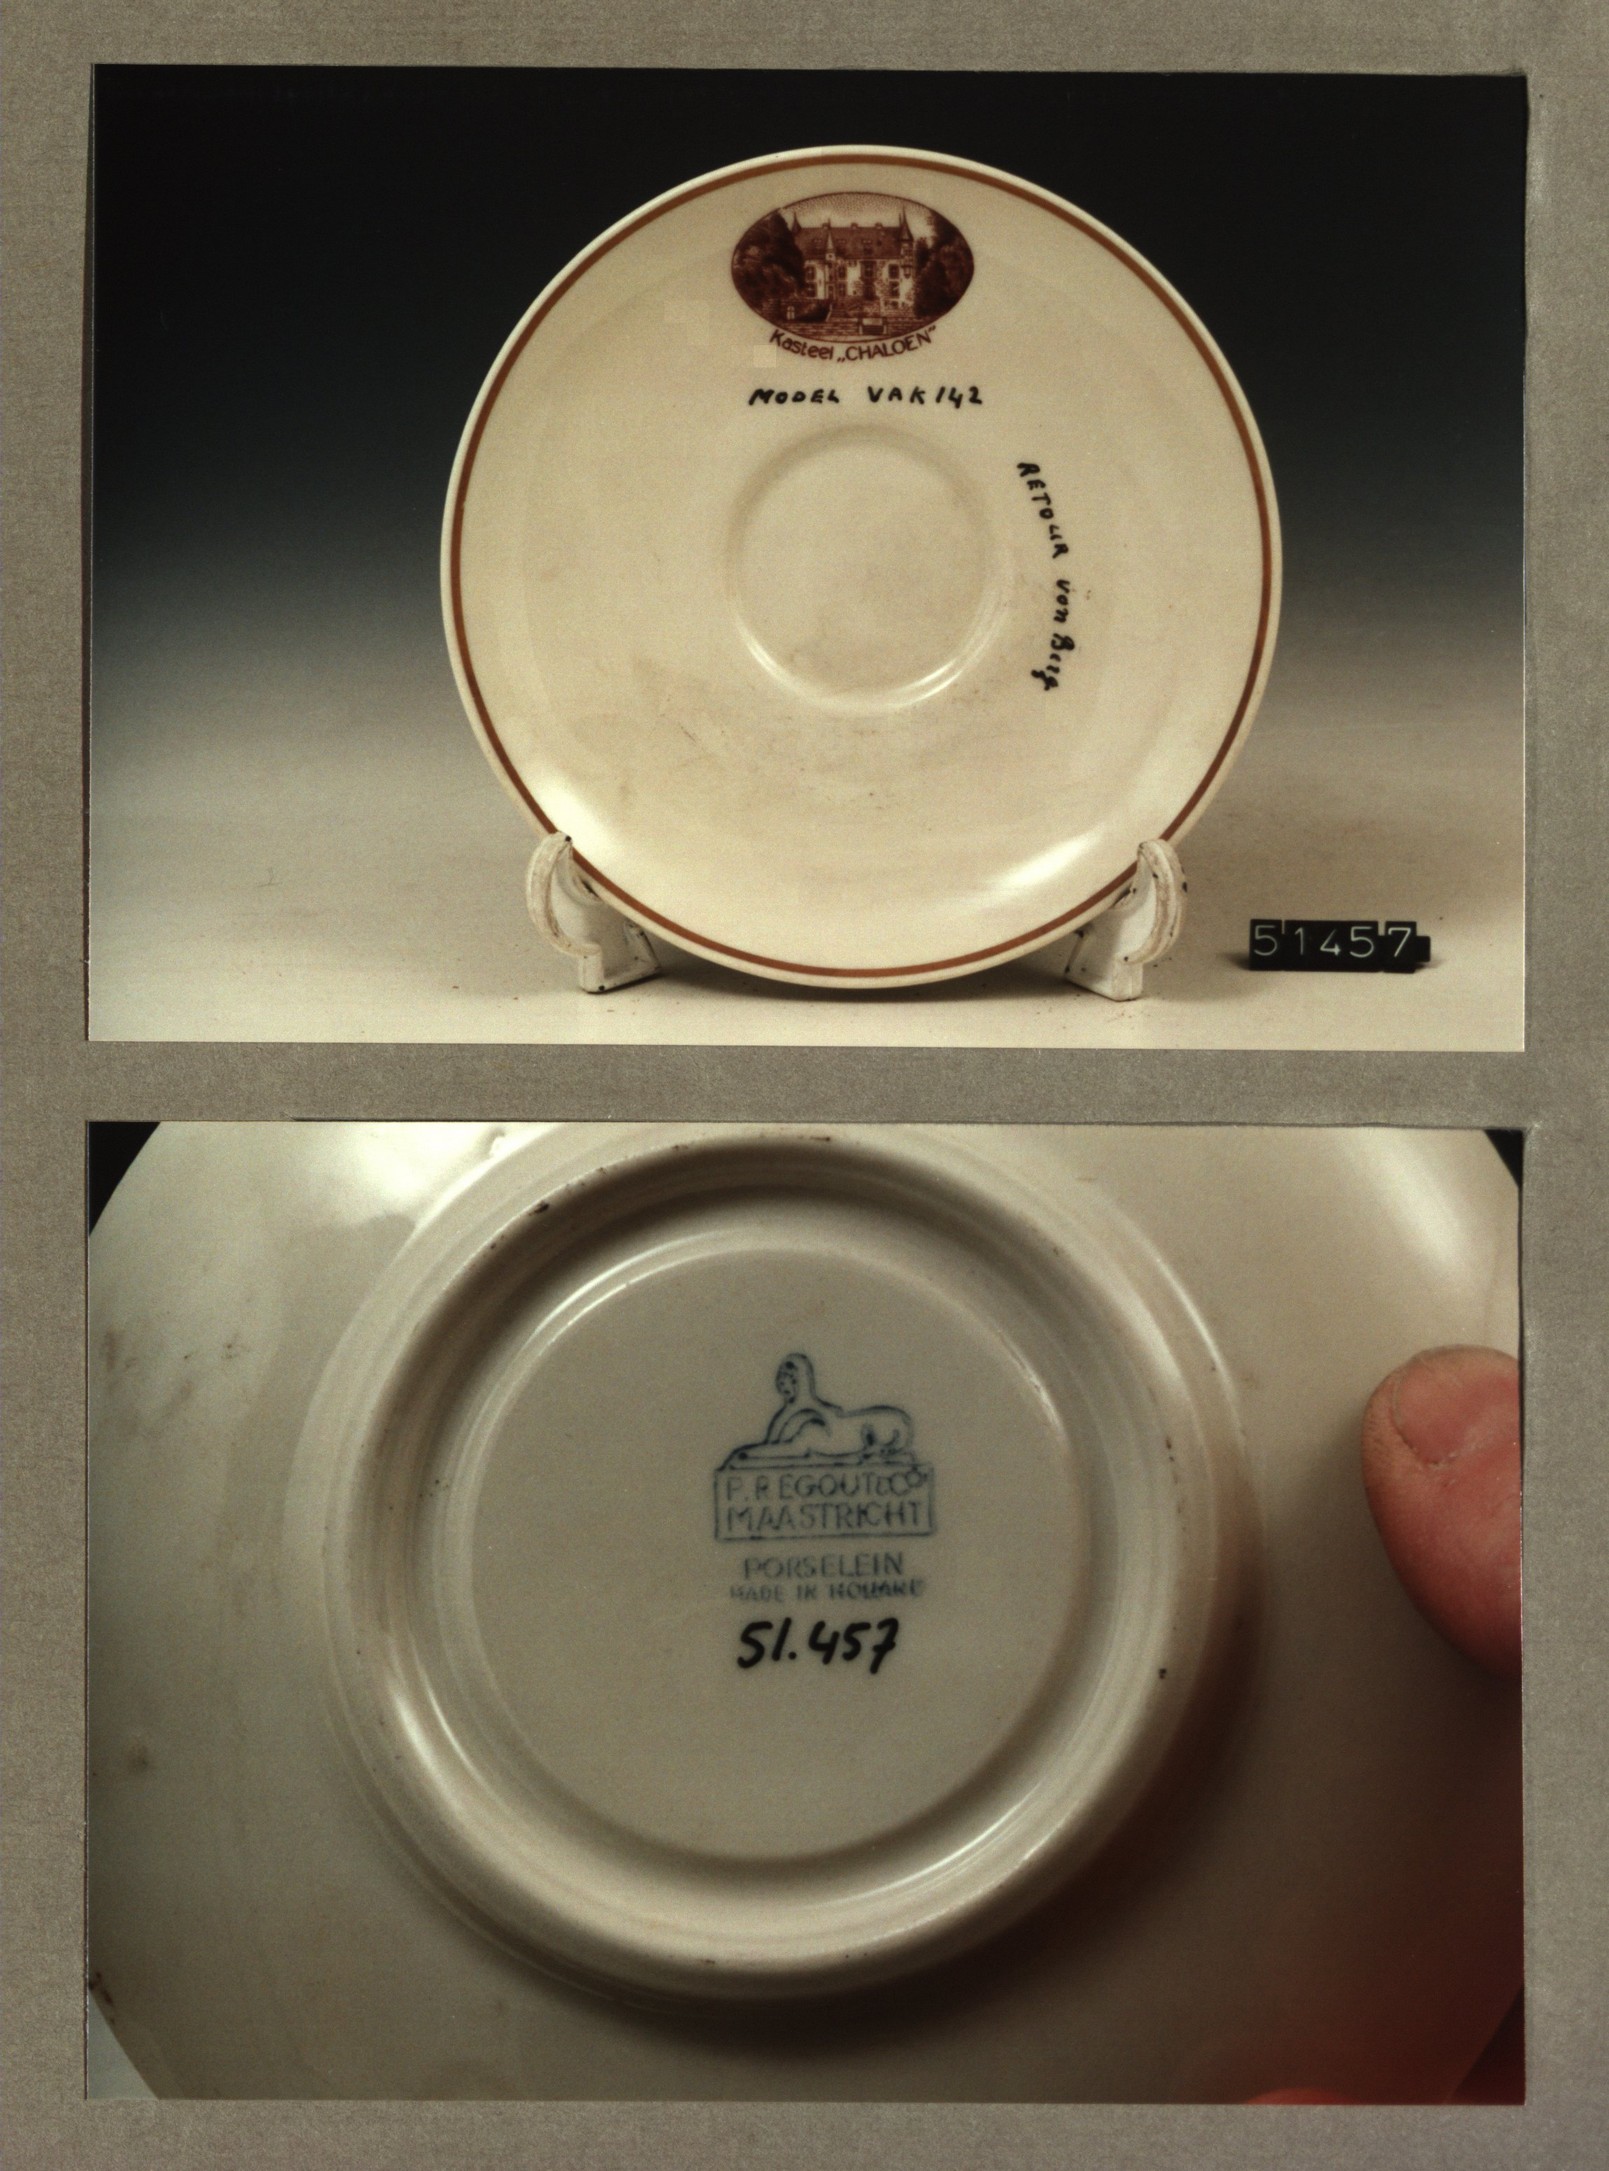 Kasteel „CHALOEN"
MODEL VAK 142
RETOUR von Berg
51457
P. REGOUT & Co
MAASTRICHT
PORSELEIN
MADE IN HOLLAND
51.457